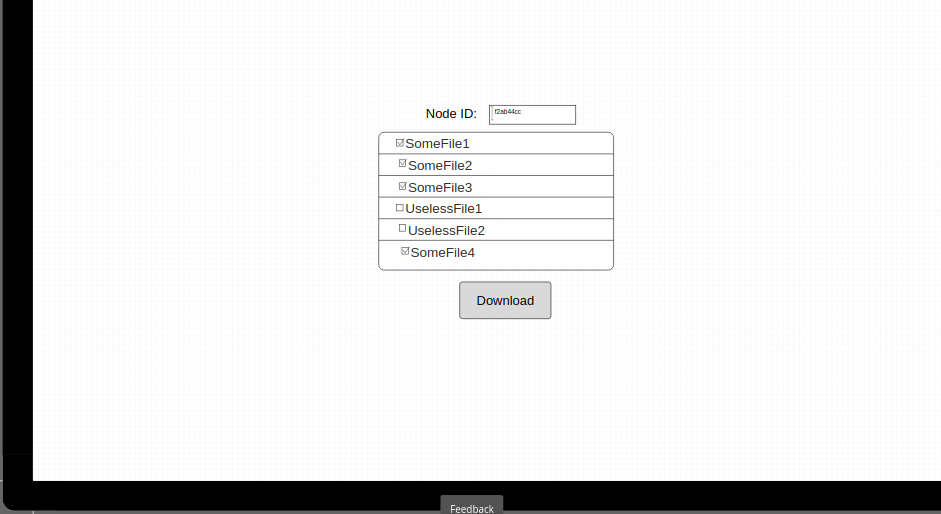 Node ID: f2ab44cc
SomeFile1
SomeFile2
SomeFile3
UselessFile1
UselessFile2
SomeFile4
Download
Feedback